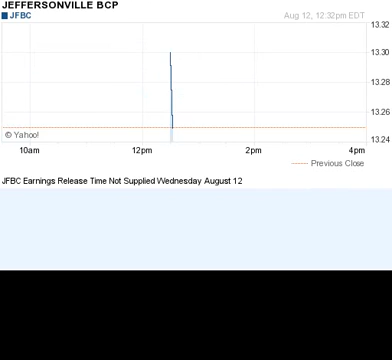 JEFFERSONVILLE BCP
JFBC Aug 12, 12:32pm EDT
13.32
13.30
13.28
13.26
13.24
© Yahoo!
10am 12pm 2pm 4pm
Previous Close
JFBC Earnings Release Time Not Supplied Wednesday August 12